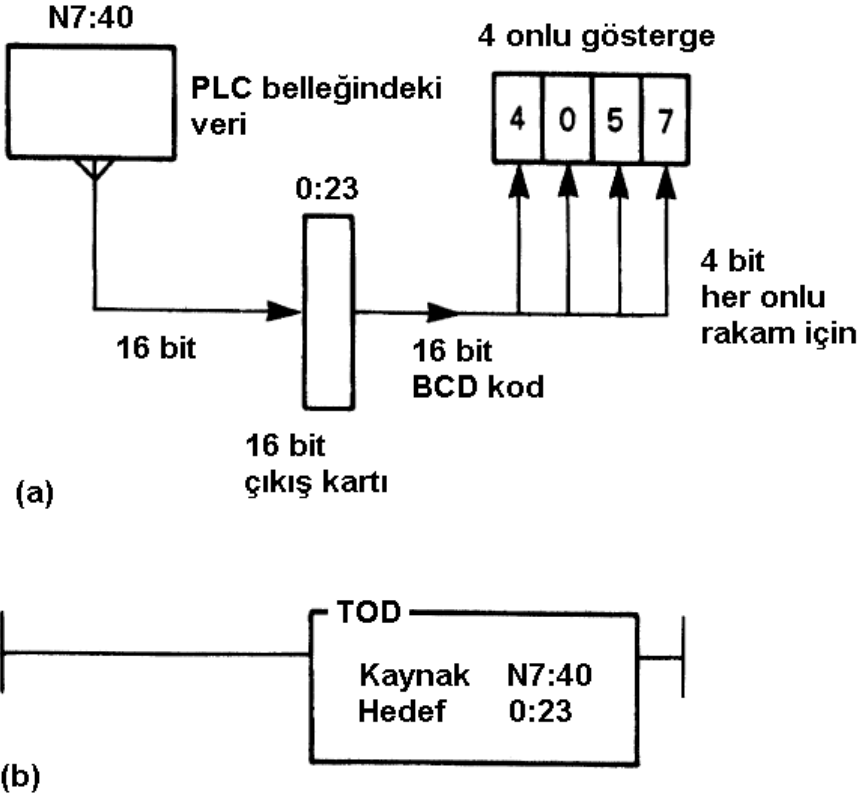 N7:40
PLC belleğindeki
veri
4 onlu gösterge
4 0 5 7
0:23
4 bit
her onlu
rakam için
16 bit
16 bit
BCD kod
16 bit
çıkış kartı
(a)
TOD
Kaynak N7:40
Hedef 0:23
(b)